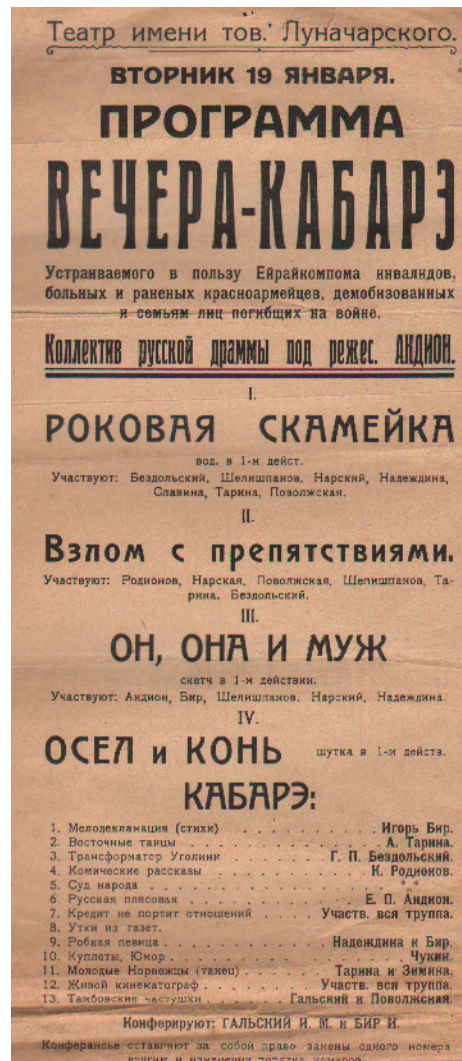 Театр имени тов. Луначарского.
ВТОРНИК 19 ЯНВАРЯ.
ПРОГРАММА
ВЕЧЕРА-КАБАРЭ
Устраиваемого в пользу Ейрайкомпома инвалидов,
больных и раненых красноармейцев, демобизованных
и семьям лиц погибших на войне.
Коллектив русской драммы под режес. АНДИОН.
I.
РОКОВАЯ СКАМЕЙКА
вод. в 1-м дейст.
Участвуют: Бездольский, Шелишпанов, Нарский, Надеждина,
Славина, Тарина, Поволжская.
II.
Взлом с препятствиями.
Участвуют: Родионов, Нарская, Поволжская, Шелишпанов, Та-
рина, Бездольский.
III.
ОН, ОНА И МУЖ
скетч в 1-м действии.
Участвуют: Андион, Бир, Шелишпанов, Нарский, Надеждина.
IV.
ОСЕЛ и КОНЬ шутка в 1-м действ.
КАБАРЭ:
1. Мелодекламация (стихи) . . . . . . . . . . . Игорь Бир.
2. Восточные танцы . . . . . . . . . . . . . А. Тарина.
3. Трансформатор Уголини . . . . . . . Г. П. Бездольский.
4. Комические рассказы . . . . . . . . . . К. Родионов.
5. Суд народа . . . . . . . . . . . . . . . . * *
6. Русская плясовая . . . . . . . . . . . Е. П. Андион.
7. Кредит не портит отношений Участв. вся труппа.
8. Утки из газет.
9. Робкая певица . . . . . . . . . . Надеждина и Бир.
10. Куплеты, Юмор . . . . . . . . . . . . . . Чукин.
11. Молодые Норвежцы (танец) . . . . Тарина и Зимина.
12. Живой кинематограф . . . . . . . Участв. вся труппа.
13. Тамбовские частушки . . . . Гальский и Поволжская.
Конферируют: ГАЛЬСКИЙ И. М. и БИР И.
Конферансье оставляют за собой право замены одного номера
другим и изменения порядка номеров.